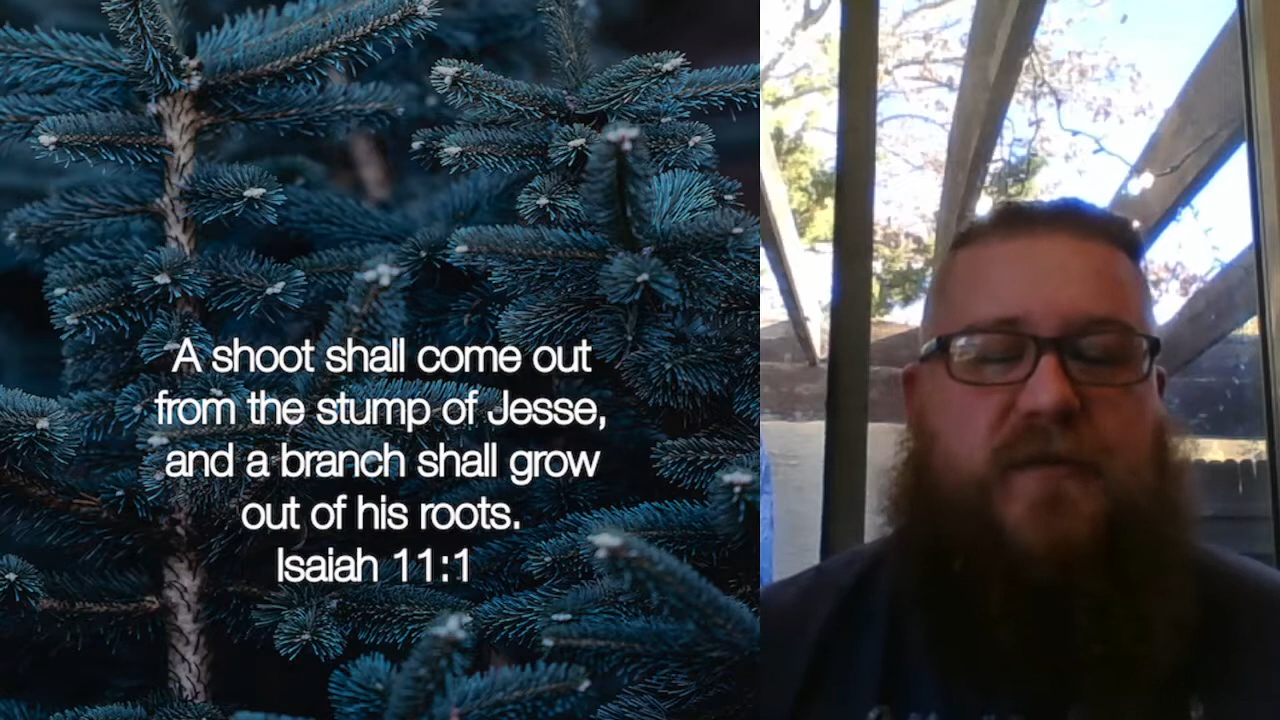 A shoot shall come out
from the stump of Jesse,
and a branch shall grow
out of his roots.
Isaiah 11:1